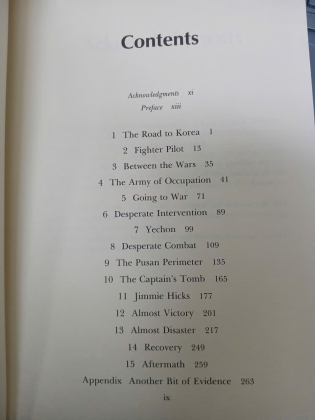 Contents
Acknowledgments xi
Preface xiii
1 The Road to Korea 1
2 Fighter Pilot 13
3 Between the Wars 35
4 The Army of Occupation 41
5 Going to War 71
6 Desperate Intervention 89
7 Yechon 99
8 Desperate Combat 109
9 The Pusan Perimeter 135
10 The Captain's Tomb 165
11 Jimmie Hicks 177
12 Almost Victory 201
13 Almost Disaster 217
14 Recovery 249
15 Aftermath 259
Appendix Another Bit of Evidence 263
ix